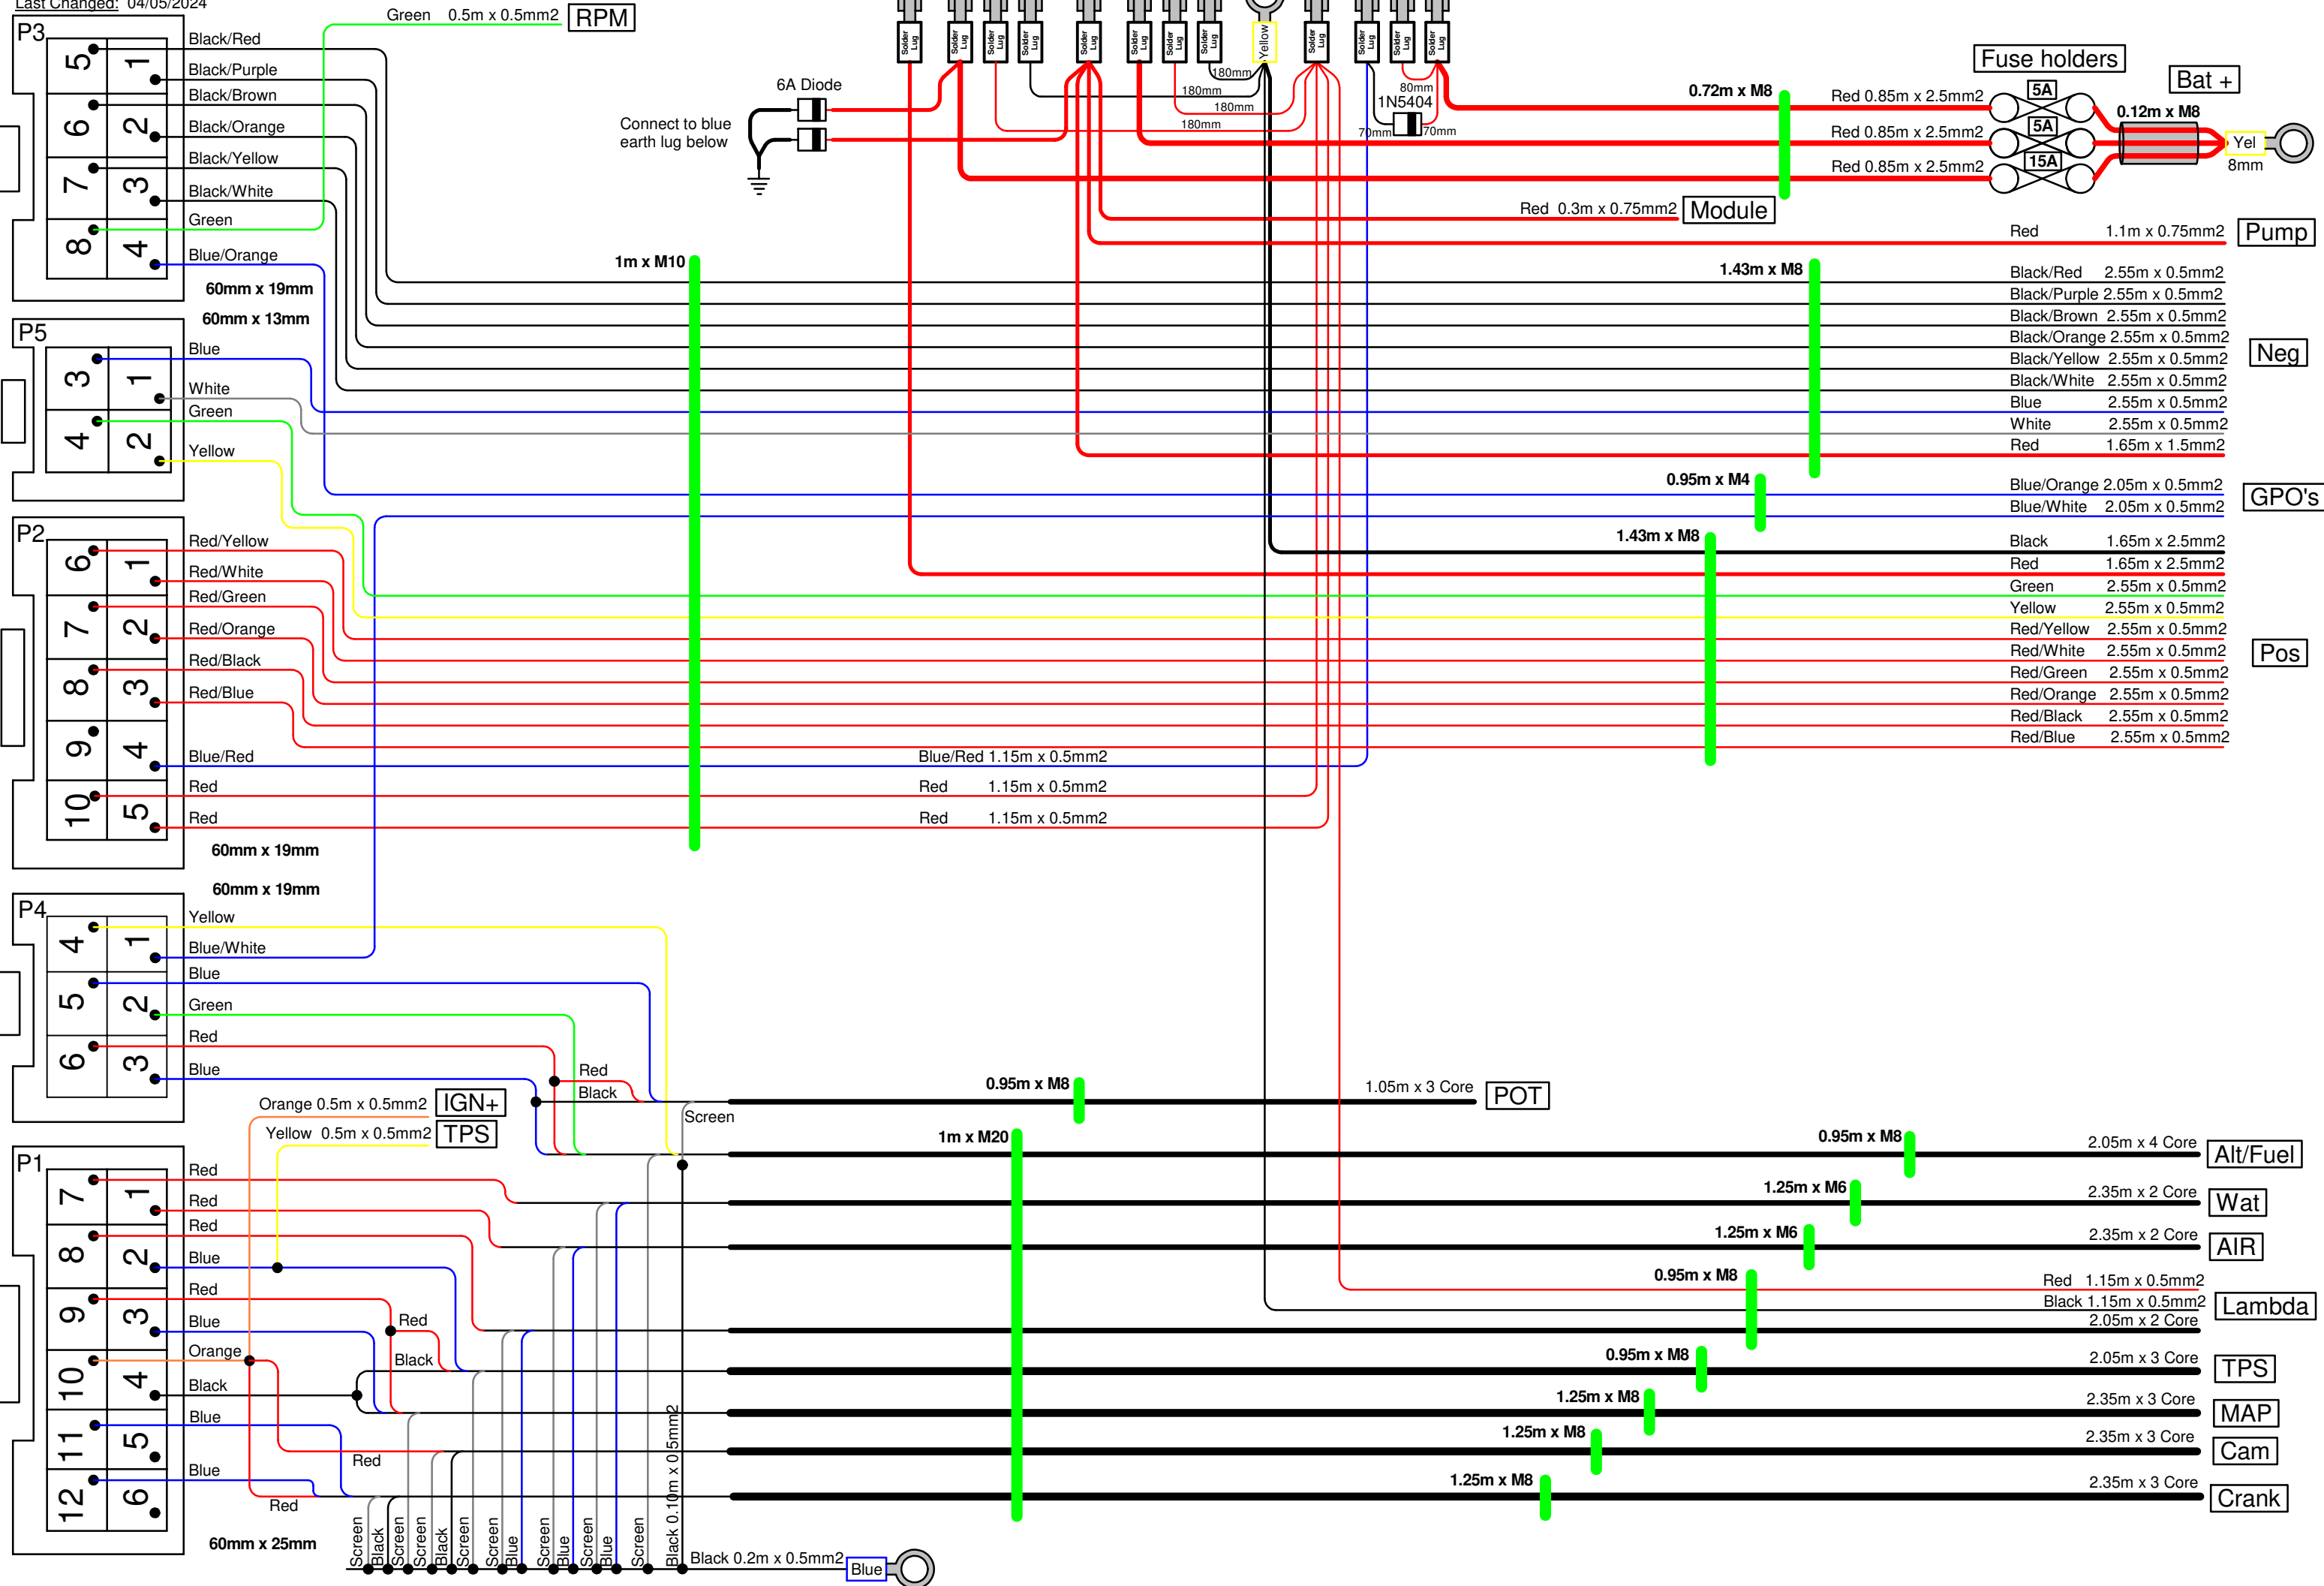 Last Changed: 04/05/2024
Green 0.5m x 0.5mm2 RPM
P3
5 1
6 2
7 3
8 4
Black/Red
Black/Purple
Black/Brown
Black/Orange
Black/Yellow
Black/White
Green
Blue/Orange
60mm x 19mm
60mm x 13mm
P5
3 1
4 2
Blue
White
Green
Yellow
P2
6 1
7 2
8 3
9 4
10 5
Red/Yellow
Red/White
Red/Green
Red/Orange
Red/Black
Red/Blue
Blue/Red
Red
Red
60mm x 19mm
60mm x 19mm
P4
4 1
5 2
6 3
Yellow
Blue/White
Blue
Green
Red
Blue
Orange 0.5m x 0.5mm2 IGN+
Yellow 0.5m x 0.5mm2 TPS
P1
7 1
8 2
9 3
10 4
11 5
12 6
Red
Red
Red
Blue
Red
Blue
Orange
Black
Blue
Blue
Red
Black
Red
Red
60mm x 25mm
Red
Black
Screen
Screen
Black
Screen
Screen
Black
Screen
Screen
Blue
Screen
Blue
Screen
Blue
Screen
Black 0.10m x 0.5mm2
Black 0.2m x 0.5mm2
Blue
6A Diode
Connect to blue
earth lug below
Solder Lug
Solder Lug
Solder Lug
Solder Lug
Solder Lug
Solder Lug
Solder Lug
Solder Lug
Yellow
Solder Lug
Solder Lug
Solder Lug
Solder Lug
180mm
180mm
180mm
180mm
80mm
1N5404
70mm
70mm
0.72m x M8
Red 0.85m x 2.5mm2
Red 0.85m x 2.5mm2
Red 0.85m x 2.5mm2
Fuse holders
5A
5A
15A
Bat +
0.12m x M8
Yel
8mm
Red 0.3m x 0.75mm2 Module
Red 1.1m x 0.75mm2 Pump
1m x M10
1.43m x M8
Black/Red 2.55m x 0.5mm2
Black/Purple 2.55m x 0.5mm2
Black/Brown 2.55m x 0.5mm2
Black/Orange 2.55m x 0.5mm2
Black/Yellow 2.55m x 0.5mm2
Black/White 2.55m x 0.5mm2
Blue 2.55m x 0.5mm2
White 2.55m x 0.5mm2
Red 1.65m x 1.5mm2
Neg
0.95m x M4
Blue/Orange 2.05m x 0.5mm2
Blue/White 2.05m x 0.5mm2
GPO's
1.43m x M8
Black 1.65m x 2.5mm2
Red 1.65m x 2.5mm2
Green 2.55m x 0.5mm2
Yellow 2.55m x 0.5mm2
Red/Yellow 2.55m x 0.5mm2
Red/White 2.55m x 0.5mm2
Red/Green 2.55m x 0.5mm2
Red/Orange 2.55m x 0.5mm2
Red/Black 2.55m x 0.5mm2
Red/Blue 2.55m x 0.5mm2
Pos
Blue/Red 1.15m x 0.5mm2
Red 1.15m x 0.5mm2
Red 1.15m x 0.5mm2
0.95m x M8
1.05m x 3 Core POT
1m x M20
0.95m x M8
2.05m x 4 Core Alt/Fuel
1.25m x M6
2.35m x 2 Core Wat
1.25m x M6
2.35m x 2 Core AIR
0.95m x M8
Red 1.15m x 0.5mm2
Black 1.15m x 0.5mm2
2.05m x 2 Core
Lambda
0.95m x M8
2.05m x 3 Core TPS
1.25m x M8
2.35m x 3 Core MAP
1.25m x M8
2.35m x 3 Core Cam
1.25m x M8
2.35m x 3 Core Crank